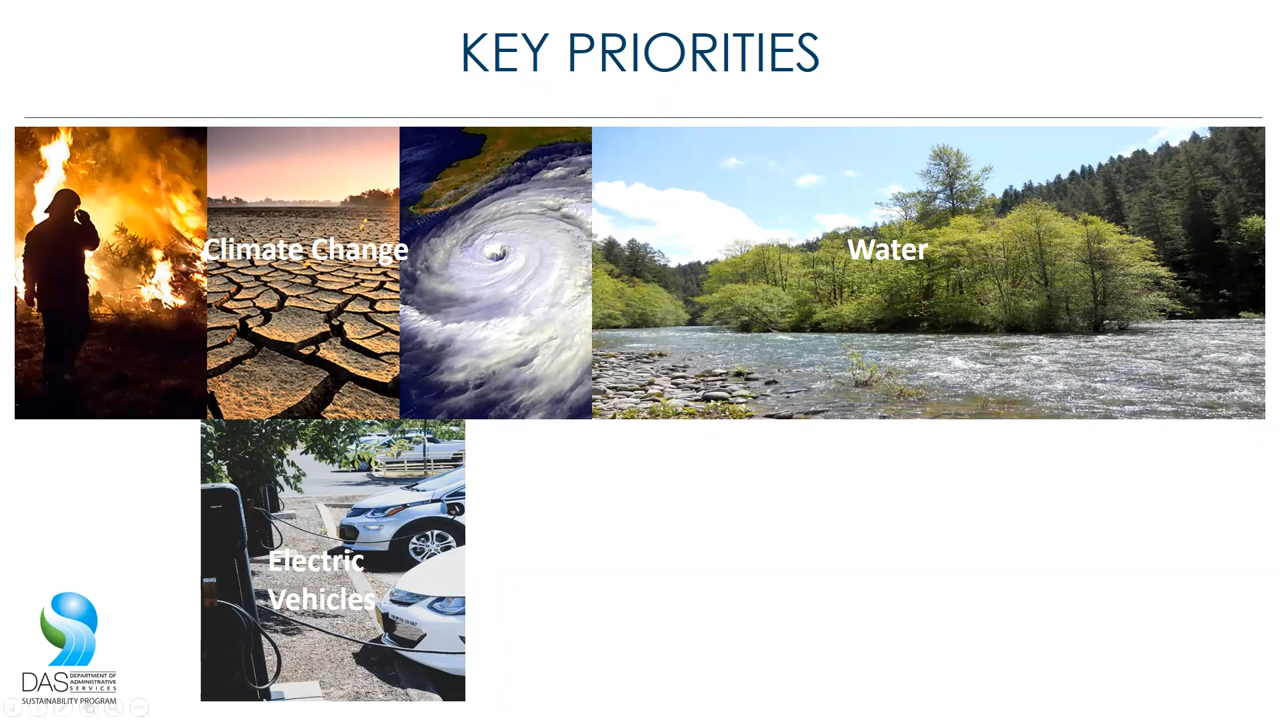 KEY PRIORITIES
Climate Change
Water
Electric
Vehicles
DAS
DEPARTMENT OF
ADMINISTRATIVE
SERVICES
SUSTAINABILITY PROGRAM